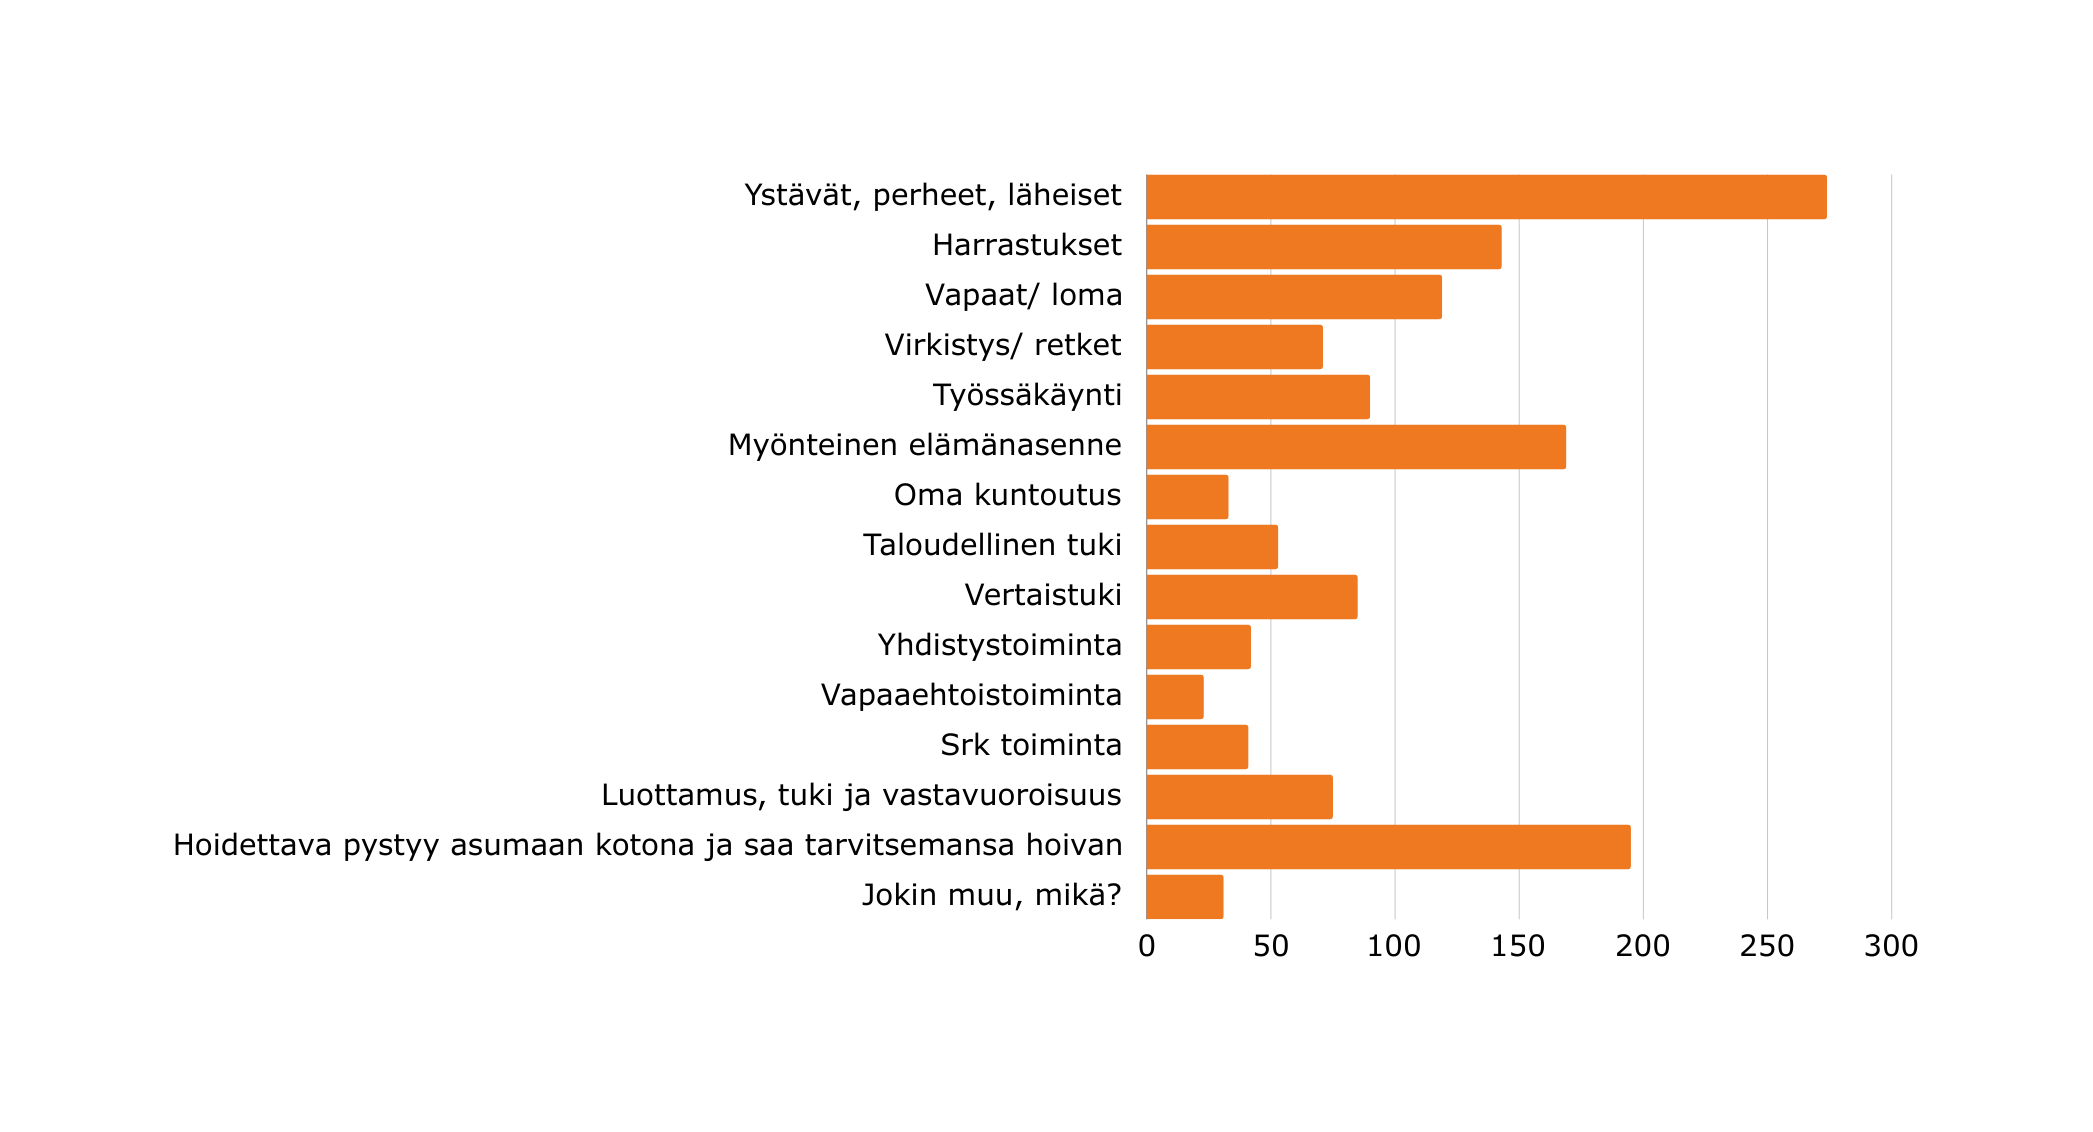 Ystävät, perheet, läheiset
Harrastukset
Vapaat/ loma
Virkistys/ retket
Työssäkäynti
Myönteinen elämänasenne
Oma kuntoutus
Taloudellinen tuki
Vertaistuki
Yhdistystoiminta
Vapaaehtoistoiminta
Srk toiminta
Luottamus, tuki ja vastavuoroisuus
Hoidettava pystyy asumaan kotona ja saa tarvitsemansa hoivan
Jokin muu, mikä?
0 50 100 150 200 250 300